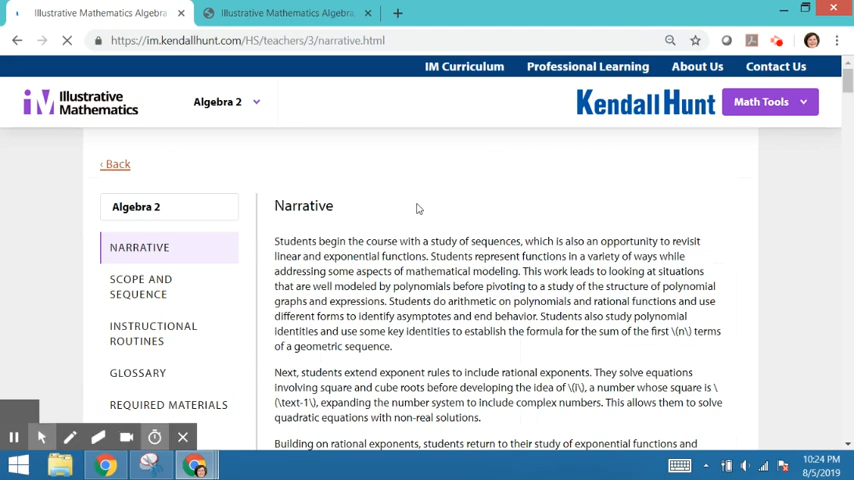 Illustrative Mathematics Algebra
Illustrative Mathematics Algebra.
https://im.kendallhunt.com/HS/teachers/3/narrative.html
IM Curriculum Professional Learning About Us Contact Us
Illustrative
Mathematics
Algebra 2
Kendall Hunt
Math Tools
‹ Back
Algebra 2
NARRATIVE
SCOPE AND
SEQUENCE
INSTRUCTIONAL
ROUTINES
GLOSSARY
REQUIRED MATERIALS
Narrative
Students begin the course with a study of sequences, which is also an opportunity to revisit
linear and exponential functions. Students represent functions in a variety of ways while
addressing some aspects of mathematical modeling. This work leads to looking at situations
that are well modeled by polynomials before pivoting to a study of the structure of polynomial
graphs and expressions. Students do arithmetic on polynomials and rational functions and use
different forms to identify asymptotes and end behavior. Students also study polynomial
identities and use some key identities to establish the formula for the sum of the first \(n\) terms
of a geometric sequence.
Next, students extend exponent rules to include rational exponents. They solve equations
involving square and cube roots before developing the idea of \(i\), a number whose square is \
(\text-1\), expanding the number system to include complex numbers. This allows them to solve
quadratic equations with non-real solutions.
Building on rational exponents, students return to their study of exponential functions and
10:24 PM
8/5/2019